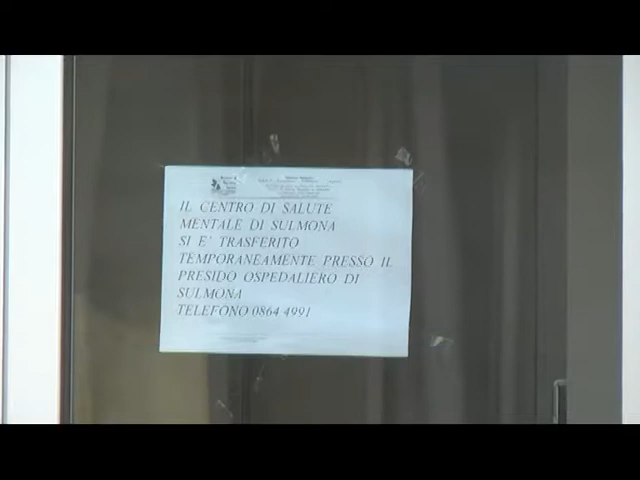 IL CENTRO DI SALUTE
MENTALE DI SULMONA
SI E' TRASFERITO
TEMPORANEAMENTE PRESSO IL
PRESIDO OSPEDALIERO DI
SULMONA
TELEFONO 0864 4991